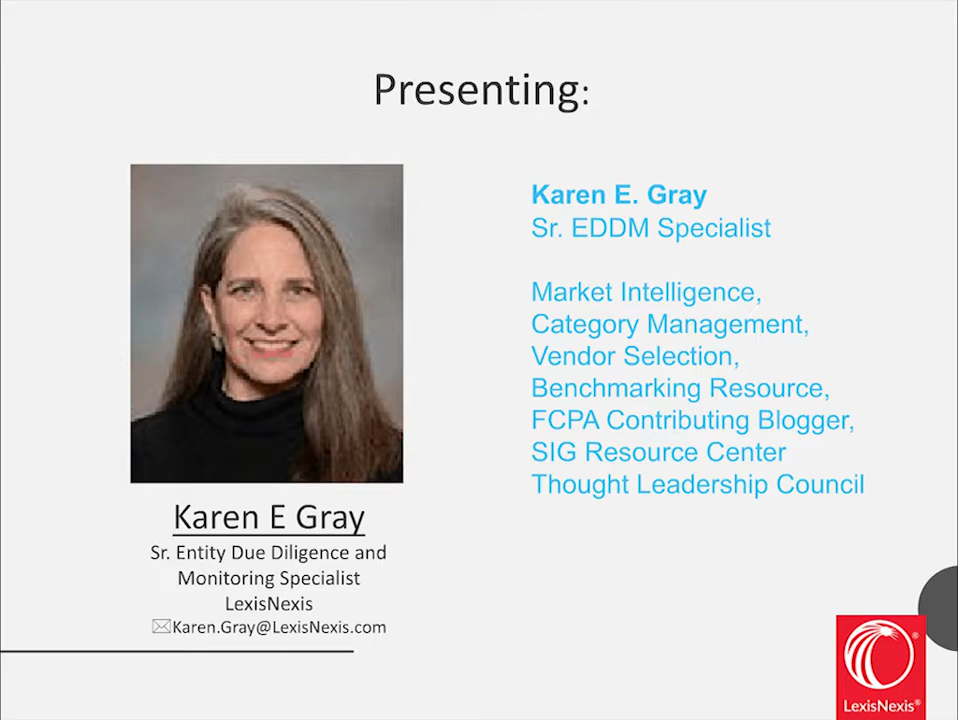 Presenting:
Karen E. Gray
Sr. EDDM Specialist
Market Intelligence,
Category Management,
Vendor Selection,
Benchmarking Resource,
FCPA Contributing Blogger,
SIG Resource Center
Thought Leadership Council
Karen E Gray
Sr. Entity Due Diligence and
Monitoring Specialist
LexisNexis
✉Karen.Gray@LexisNexis.com
LexisNexis®